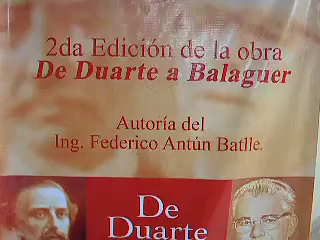 2da Edición de la obra
De Duarte a Balaguer
Autoría del
Ing. Federico Antún Batlle.
De
Duarte